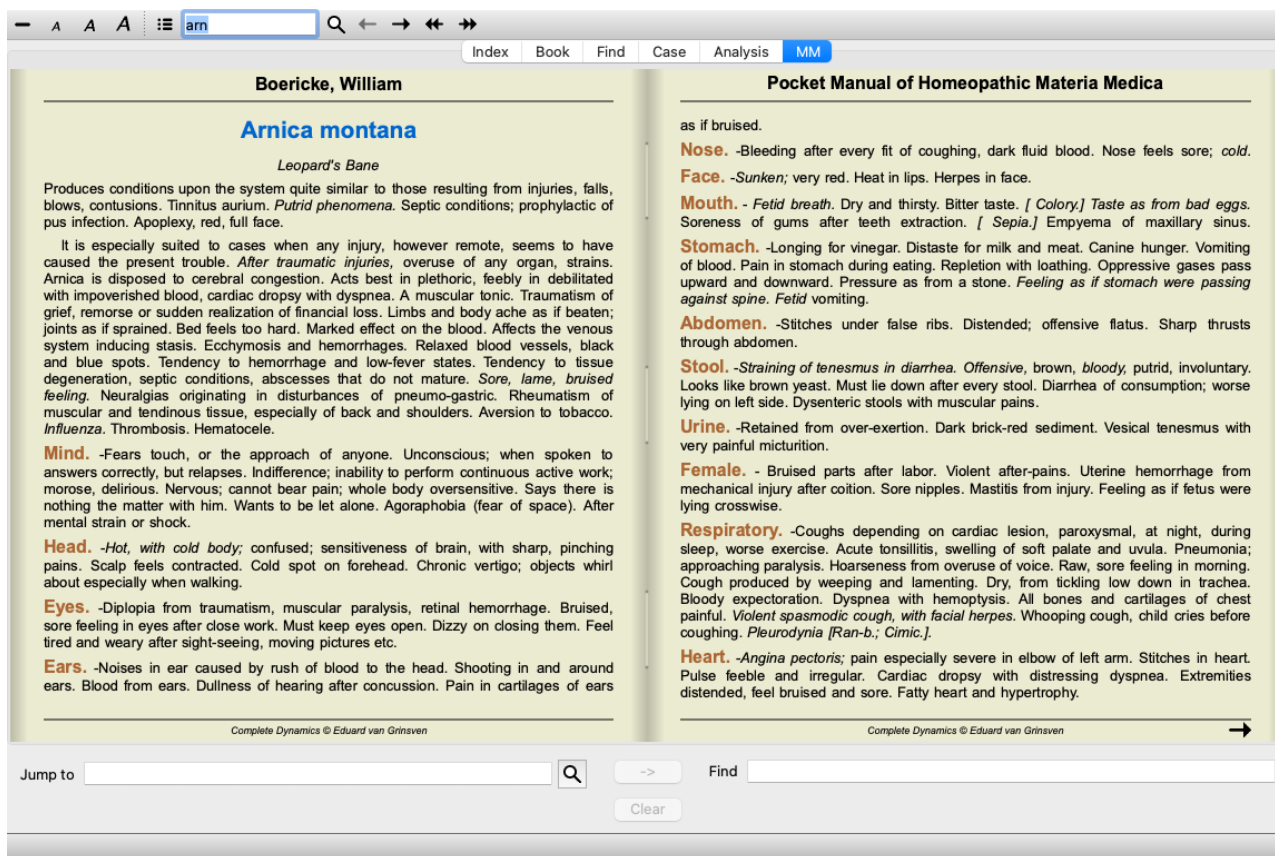 A A A arn
Index Book Find Case Analysis MM
Boericke, William
Arnica montana
Leopard's Bane
Produces conditions upon the system quite similar to those resulting from injuries, falls,
blows, contusions. Tinnitus aurium. Putrid phenomena. Septic conditions; prophylactic of
pus infection. Apoplexy, red, full face.
It is especially suited to cases when any injury, however remote, seems to have
caused the present trouble. After traumatic injuries, overuse of any organ, strains.
Arnica is disposed to cerebral congestion. Acts best in plethoric, feebly in debilitated
with impoverished blood, cardiac dropsy with dyspnea. A muscular tonic. Traumatism of
grief, remorse or sudden realization of financial loss. Limbs and body ache as if beaten;
joints as if sprained. Bed feels too hard. Marked effect on the blood. Affects the venous
system inducing stasis. Ecchymosis and hemorrhages. Relaxed blood vessels, black
and blue spots. Tendency to hemorrhage and low-fever states. Tendency to tissue
degeneration, septic conditions, abscesses that do not mature. Sore, lame, bruised
feeling. Neuralgias originating in disturbances of pneumo-gastric. Rheumatism of
muscular and tendinous tissue, especially of back and shoulders. Aversion to tobacco.
Influenza. Thrombosis. Hematocele.
Mind. -Fears touch, or the approach of anyone. Unconscious; when spoken to
answers correctly, but relapses. Indifference; inability to perform continuous active work;
morose, delirious. Nervous; cannot bear pain; whole body oversensitive. Says there is
nothing the matter with him. Wants to be let alone. Agoraphobia (fear of space). After
mental strain or shock.
Head. -Hot, with cold body; confused; sensitiveness of brain, with sharp, pinching
pains. Scalp feels contracted. Cold spot on forehead. Chronic vertigo; objects whirl
about especially when walking.
Eyes. -Diplopia from traumatism, muscular paralysis, retinal hemorrhage. Bruised,
sore feeling in eyes after close work. Must keep eyes open. Dizzy on closing them. Feel
tired and weary after sight-seeing, moving pictures etc.
Ears. -Noises in ear caused by rush of blood to the head. Shooting in and around
ears. Blood from ears. Dullness of hearing after concussion. Pain in cartilages of ears
Complete Dynamics © Eduard van Grinsven
Pocket Manual of Homeopathic Materia Medica
as if bruised.
Nose. -Bleeding after every fit of coughing, dark fluid blood. Nose feels sore; cold.
Face. -Sunken; very red. Heat in lips. Herpes in face.
Mouth. - Fetid breath. Dry and thirsty. Bitter taste. [ Colory.] Taste as from bad eggs.
Soreness of gums after teeth extraction. [ Sepia.] Empyema of maxillary sinus.
Stomach. -Longing for vinegar. Distaste for milk and meat. Canine hunger. Vomiting
of blood. Pain in stomach during eating. Repletion with loathing. Oppressive gases pass
upward and downward. Pressure as from a stone. Feeling as if stomach were passing
against spine. Fetid vomiting.
Abdomen. -Stitches under false ribs. Distended; offensive flatus. Sharp thrusts
through abdomen.
Stool. -Straining of tenesmus in diarrhea. Offensive, brown, bloody, putrid, involuntary.
Looks like brown yeast. Must lie down after every stool. Diarrhea of consumption; worse
lying on left side. Dysenteric stools with muscular pains.
Urine. -Retained from over-exertion. Dark brick-red sediment. Vesical tenesmus with
very painful micturition.
Female. - Bruised parts after labor. Violent after-pains. Uterine hemorrhage from
mechanical injury after coition. Sore nipples. Mastitis from injury. Feeling as if fetus were
lying crosswise.
Respiratory. -Coughs depending on cardiac lesion, paroxysmal, at night, during
sleep, worse exercise. Acute tonsillitis, swelling of soft palate and uvula. Pneumonia;
approaching paralysis. Hoarseness from overuse of voice. Raw, sore feeling in morning.
Cough produced by weeping and lamenting. Dry, from tickling low down in trachea.
Bloody expectoration. Dyspnea with hemoptysis. All bones and cartilages of chest
painful. Violent spasmodic cough, with facial herpes. Whooping cough, child cries before
coughing. Pleurodynia [Ran-b.; Cimic.].
Heart. -Angina pectoris; pain especially severe in elbow of left arm. Stitches in heart.
Pulse feeble and irregular. Cardiac dropsy with distressing dyspnea. Extremities
distended, feel bruised and sore. Fatty heart and hypertrophy.
Complete Dynamics © Eduard van Grinsven
Jump to -> Find
Clear